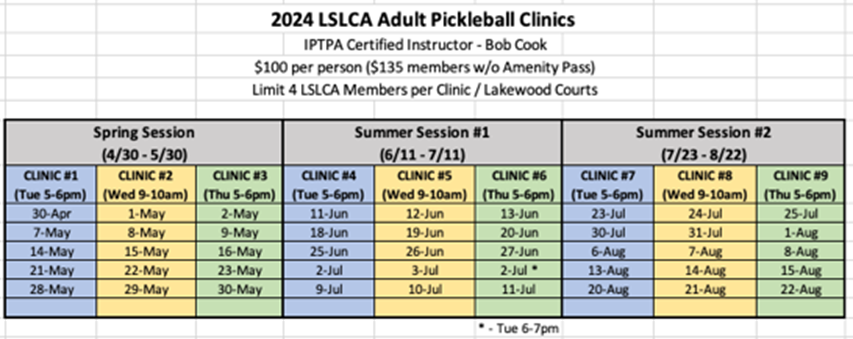 2024 LSLCA Adult Pickleball Clinics
IPTPA Certified Instructor - Bob Cook
$100 per person ($135 members w/o Amenity Pass)
Limit 4 LSLCA Members per Clinic / Lakewood Courts
Spring Session Summer Session #1 Summer Session #2
(4/30 - 5/30) (6/11 - 7/11) (7/23 - 8/22)
CLINIC #1 CLINIC #2 CLINIC #3 CLINIC #4 CLINIC #5 CLINIC #6 CLINIC #7 CLINIC #8 CLINIC #9
(Tue 5-6pm) (Wed 9-10am) (Thu 5-6pm) (Tue 5-6pm) (Wed 9-10am) (Thu 5-6pm) (Tue 5-6pm) (Wed 9-10am) (Thu 5-6pm)
30-Apr 1-May 2-May 11-Jun 12-Jun 13-Jun 23-Jul 24-Jul 25-Jul
7-May 8-May 9-May 18-Jun 19-Jun 20-Jun 30-Jul 31-Jul 1-Aug
14-May 15-May 16-May 25-Jun 26-Jun 27-Jun 6-Aug 7-Aug 8-Aug
21-May 22-May 23-May 2-Jul 3-Jul 2-Jul * 13-Aug 14-Aug 15-Aug
28-May 29-May 30-May 9-Jul 10-Jul 11-Jul 20-Aug 21-Aug 22-Aug
* - Tue 6-7pm